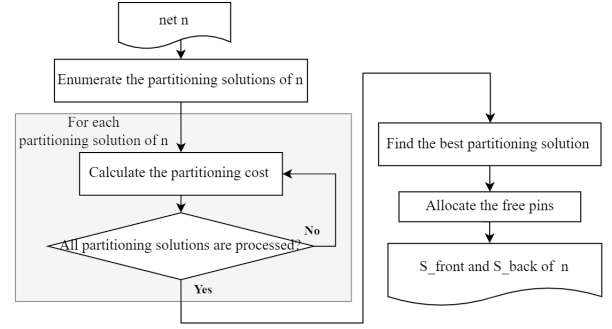 net n
Enumerate the partitioning solutions of n
For each
partitioning solution of n
Calculate the partitioning cost
All partitioning solutions are processed?
No
Yes
Find the best partitioning solution
Allocate the free pins
S_front and S_back of n